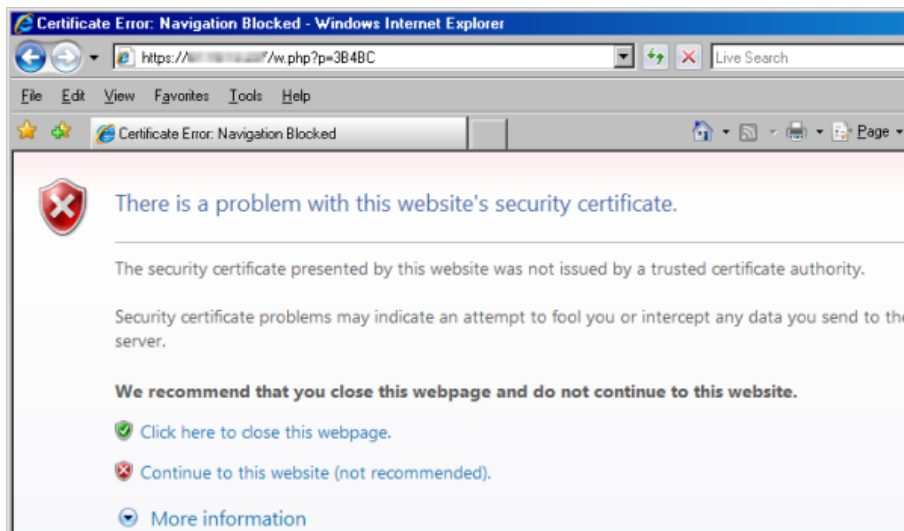 Certificate Error: Navigation Blocked - Windows Internet Explorer
https:// /w.php?p=3B4BC
Live Search
File Edit View Favorites Tools Help
Certificate Error: Navigation Blocked
Page
There is a problem with this website's security certificate.
The security certificate presented by this website was not issued by a trusted certificate authority.
Security certificate problems may indicate an attempt to fool you or intercept any data you send to the
server.
We recommend that you close this webpage and do not continue to this website.
Click here to close this webpage.
Continue to this website (not recommended).
More information